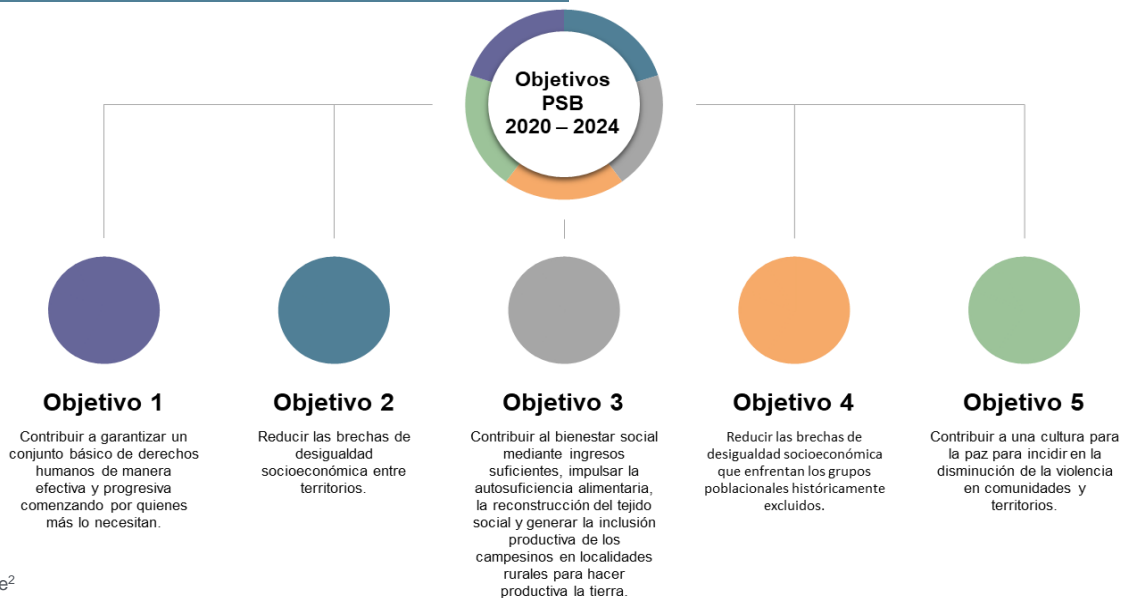 Objetivos
PSB
2020 – 2024
Objetivo 1
Contribuir a garantizar un
conjunto básico de derechos
humanos de manera
efectiva y progresiva
comenzando por quienes
más lo necesitan.
Objetivo 2
Reducir las brechas de
desigualdad
socioeconómica entre
territorios.
Objetivo 3
Contribuir al bienestar social
mediante ingresos
suficientes, impulsar la
autosuficiencia alimentaria,
la reconstrucción del tejido
social y generar la inclusión
productiva de los
campesinos en localidades
rurales para hacer
productiva la tierra.
Objetivo 4
Reducir las brechas de
desigualdad socioeconómica
que enfrentan los grupos
poblacionales históricamente
excluidos.
Objetivo 5
Contribuir a una cultura para
la paz para incidir en la
disminución de la violencia
en comunidades y
territorios.
e²